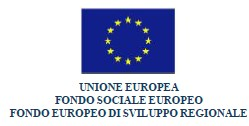 UNIONE EUROPEA
FONDO SOCIALE EUROPEO
FONDO EUROPEO DI SVILUPPO REGIONALE